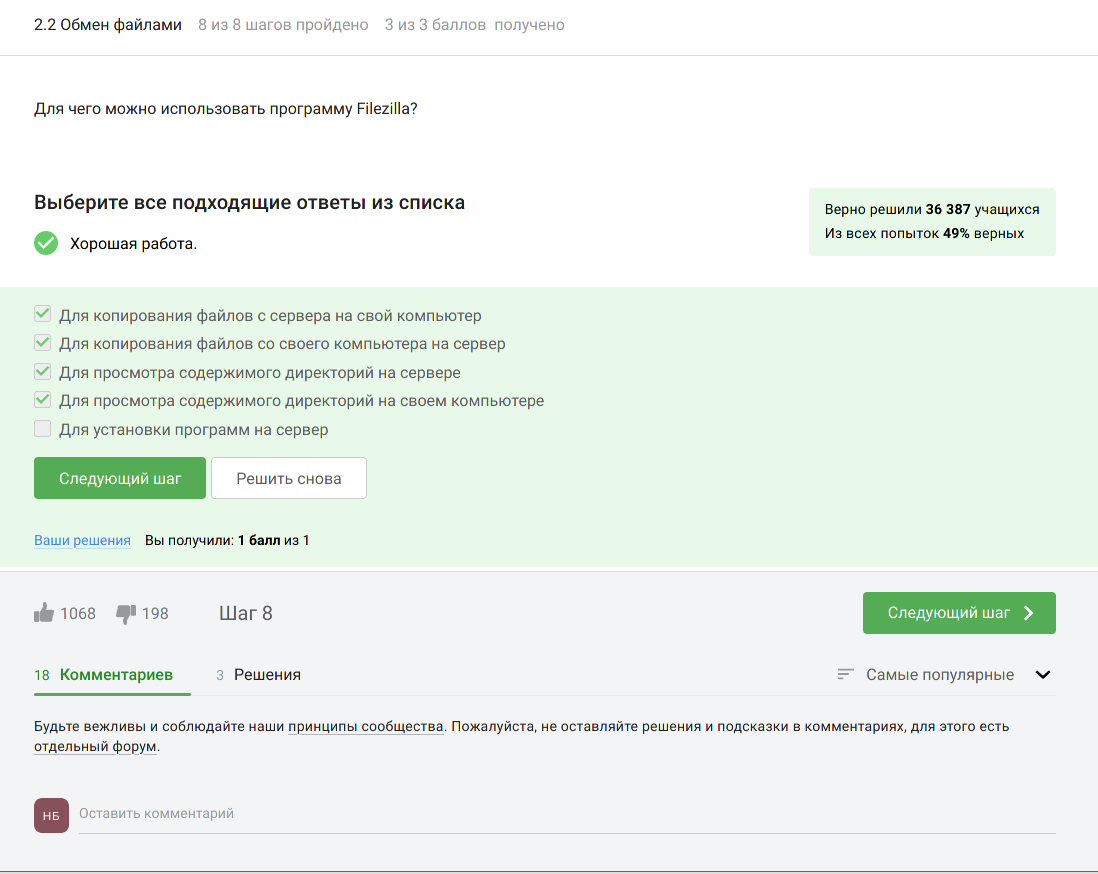 2.2 Обмен файлами 8 из 8 шагов пройдено 3 из 3 баллов получено
Для чего можно использовать программу Filezilla?
Выберите все подходящие ответы из списка
Хорошая работа.
Верно решили 36 387 учащихся
Из всех попыток 49% верных
Для копирования файлов с сервера на свой компьютер
Для копирования файлов со своего компьютера на сервер
Для просмотра содержимого директорий на сервере
Для просмотра содержимого директорий на своем компьютере
Для установки программ на сервер
Следующий шаг Решить снова
Ваши решения Вы получили: 1 балл из 1
1068 198 Шаг 8 Следующий шаг
18 Комментариев 3 Решения Самые популярные
Будьте вежливы и соблюдайте наши принципы сообщества. Пожалуйста, не оставляйте решения и подсказки в комментариях, для этого есть
отдельный форум.
НБ Оставить комментарий